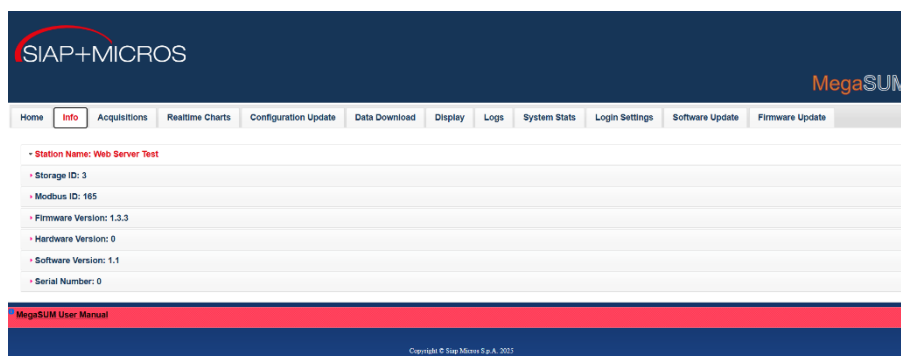 SIAP+MICROS
MegaSUM
Home Info Acquisitions Realtime Charts Configuration Update Data Download Display Logs System Stats Login Settings Software Update Firmware Update
Station Name: Web Server Test
Storage ID: 3
Modbus ID: 165
Firmware Version: 1.3.3
Hardware Version: 0
Software Version: 1.1
Serial Number: 0
MegaSUM User Manual
Copyright © Siap Micros S.p.A. 2025